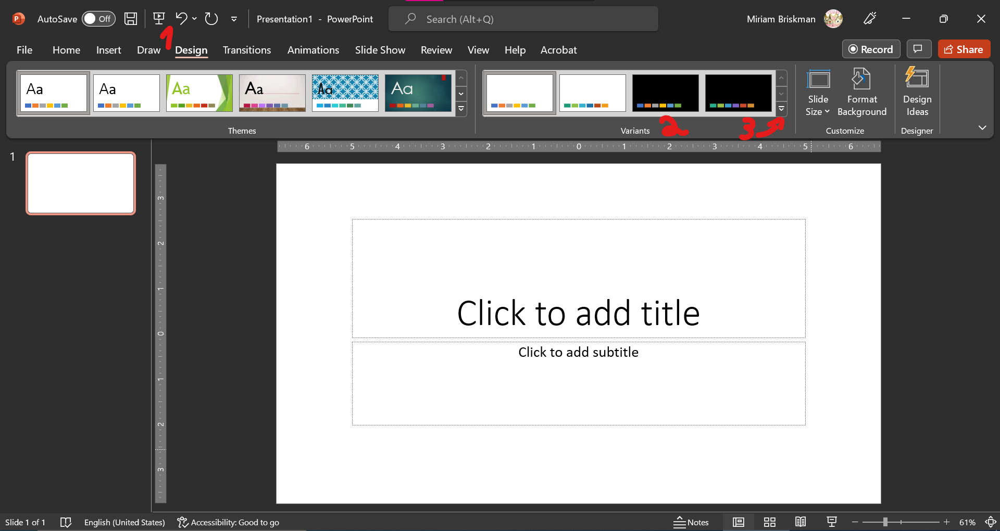 AutoSave Off Presentation1 - PowerPoint Search (Alt+Q) Miriam Briskman
1
File Home Insert Draw Design Transitions Animations Slide Show Review View Help Acrobat Record Share
Aa Aa Aa Aa Aa Aa
Slide Size Format Background Design Ideas
Themes Variants 2 3 Customize Designer
6 5 4 3 2 1 0 1 2 3 4 5 6
1
3
2
1
0
1
2
3
Click to add title
Click to add subtitle
Slide 1 of 1 English (United States) Accessibility: Good to go Notes 61%